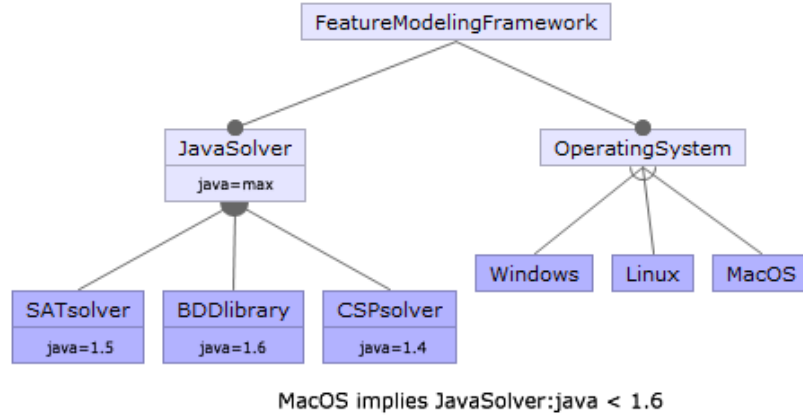 FeatureModelingFramework
JavaSolver
java=max
OperatingSystem
Windows
Linux
MacOS
SATsolver
java=1.5
BDDlibrary
java=1.6
CSPsolver
java=1.4
MacOS implies JavaSolver:java < 1.6